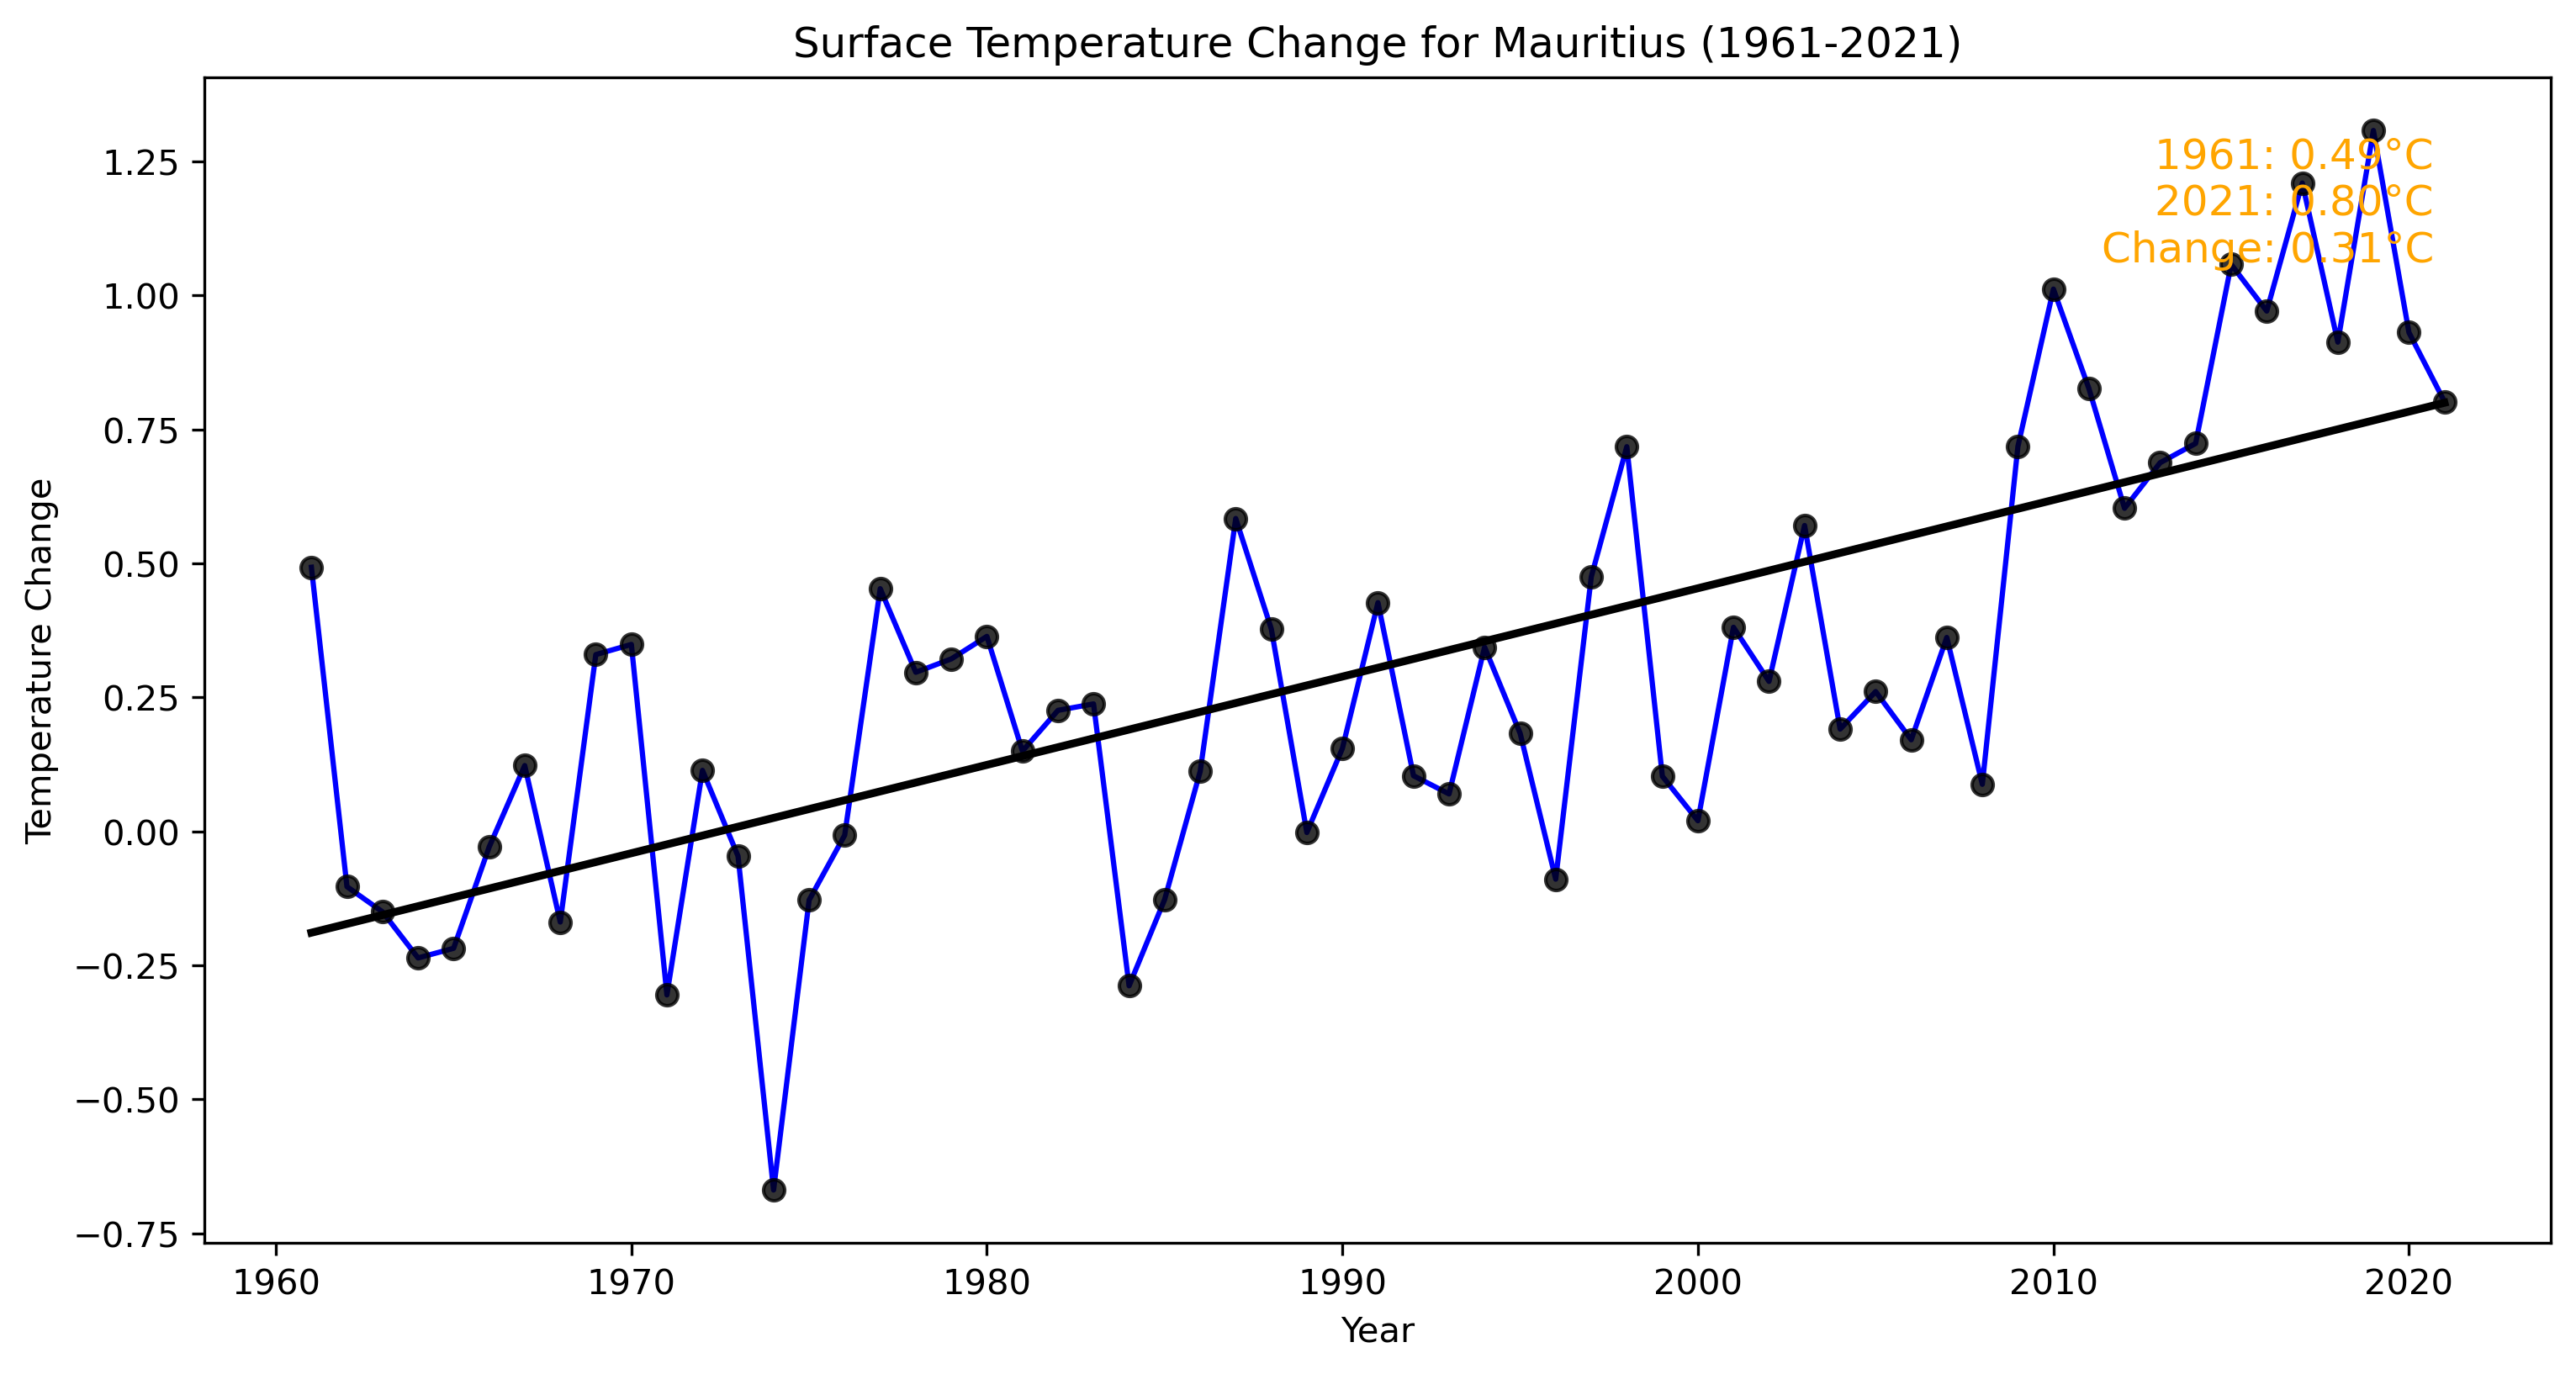 Surface Temperature Change for Mauritius (1961-2021)
1961: 0.49°C
2021: 0.80°C
Change: 0.31°C
1.25
1.00
0.75
0.50
0.25
0.00
−0.25
−0.50
−0.75
Temperature Change
1960 1970 1980 1990 2000 2010 2020
Year